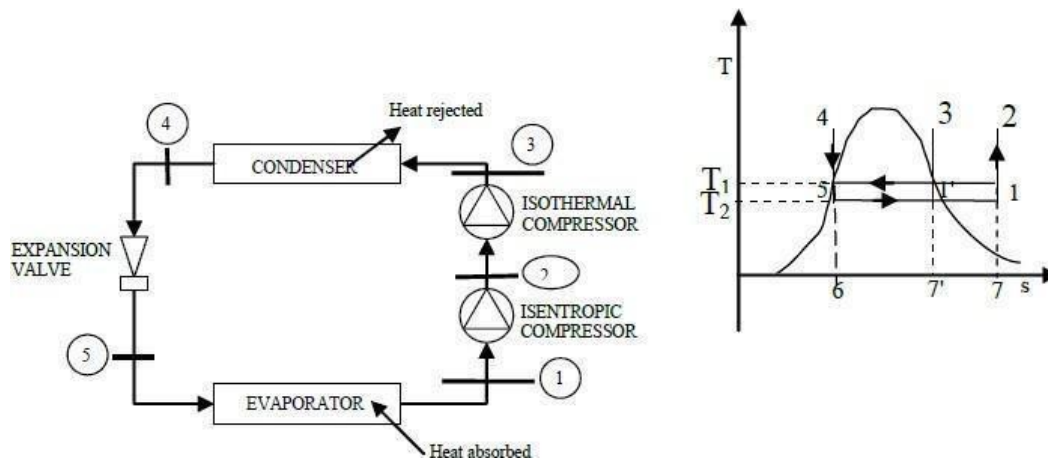 Heat rejected
4
3
CONDENSER
ISOTHERMAL
COMPRESSOR
EXPANSION
VALVE
2
ISENTROPIC
COMPRESSOR
5
1
EVAPORATOR
Heat absorbed
T
4
3
2
T1
5
1'
1
T2
6
7'
7
s